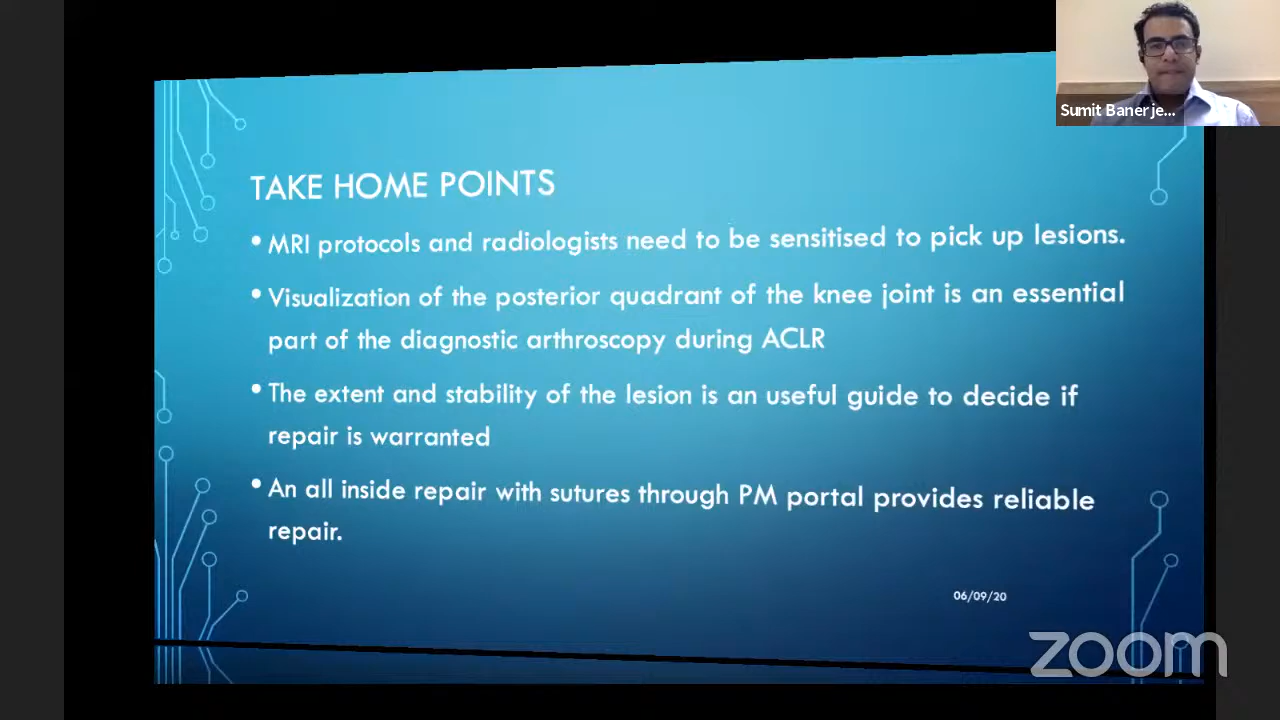 Sumit Banerje...
TAKE HOME POINTS
• MRI protocols and radiologists need to be sensitised to pick up lesions.
• Visualization of the posterior quadrant of the knee joint is an essential
part of the diagnostic arthroscopy during ACLR
• The extent and stability of the lesion is an useful guide to decide if
repair is warranted
• An all inside repair with sutures through PM portal provides reliable
repair.
06/09/20
zoom